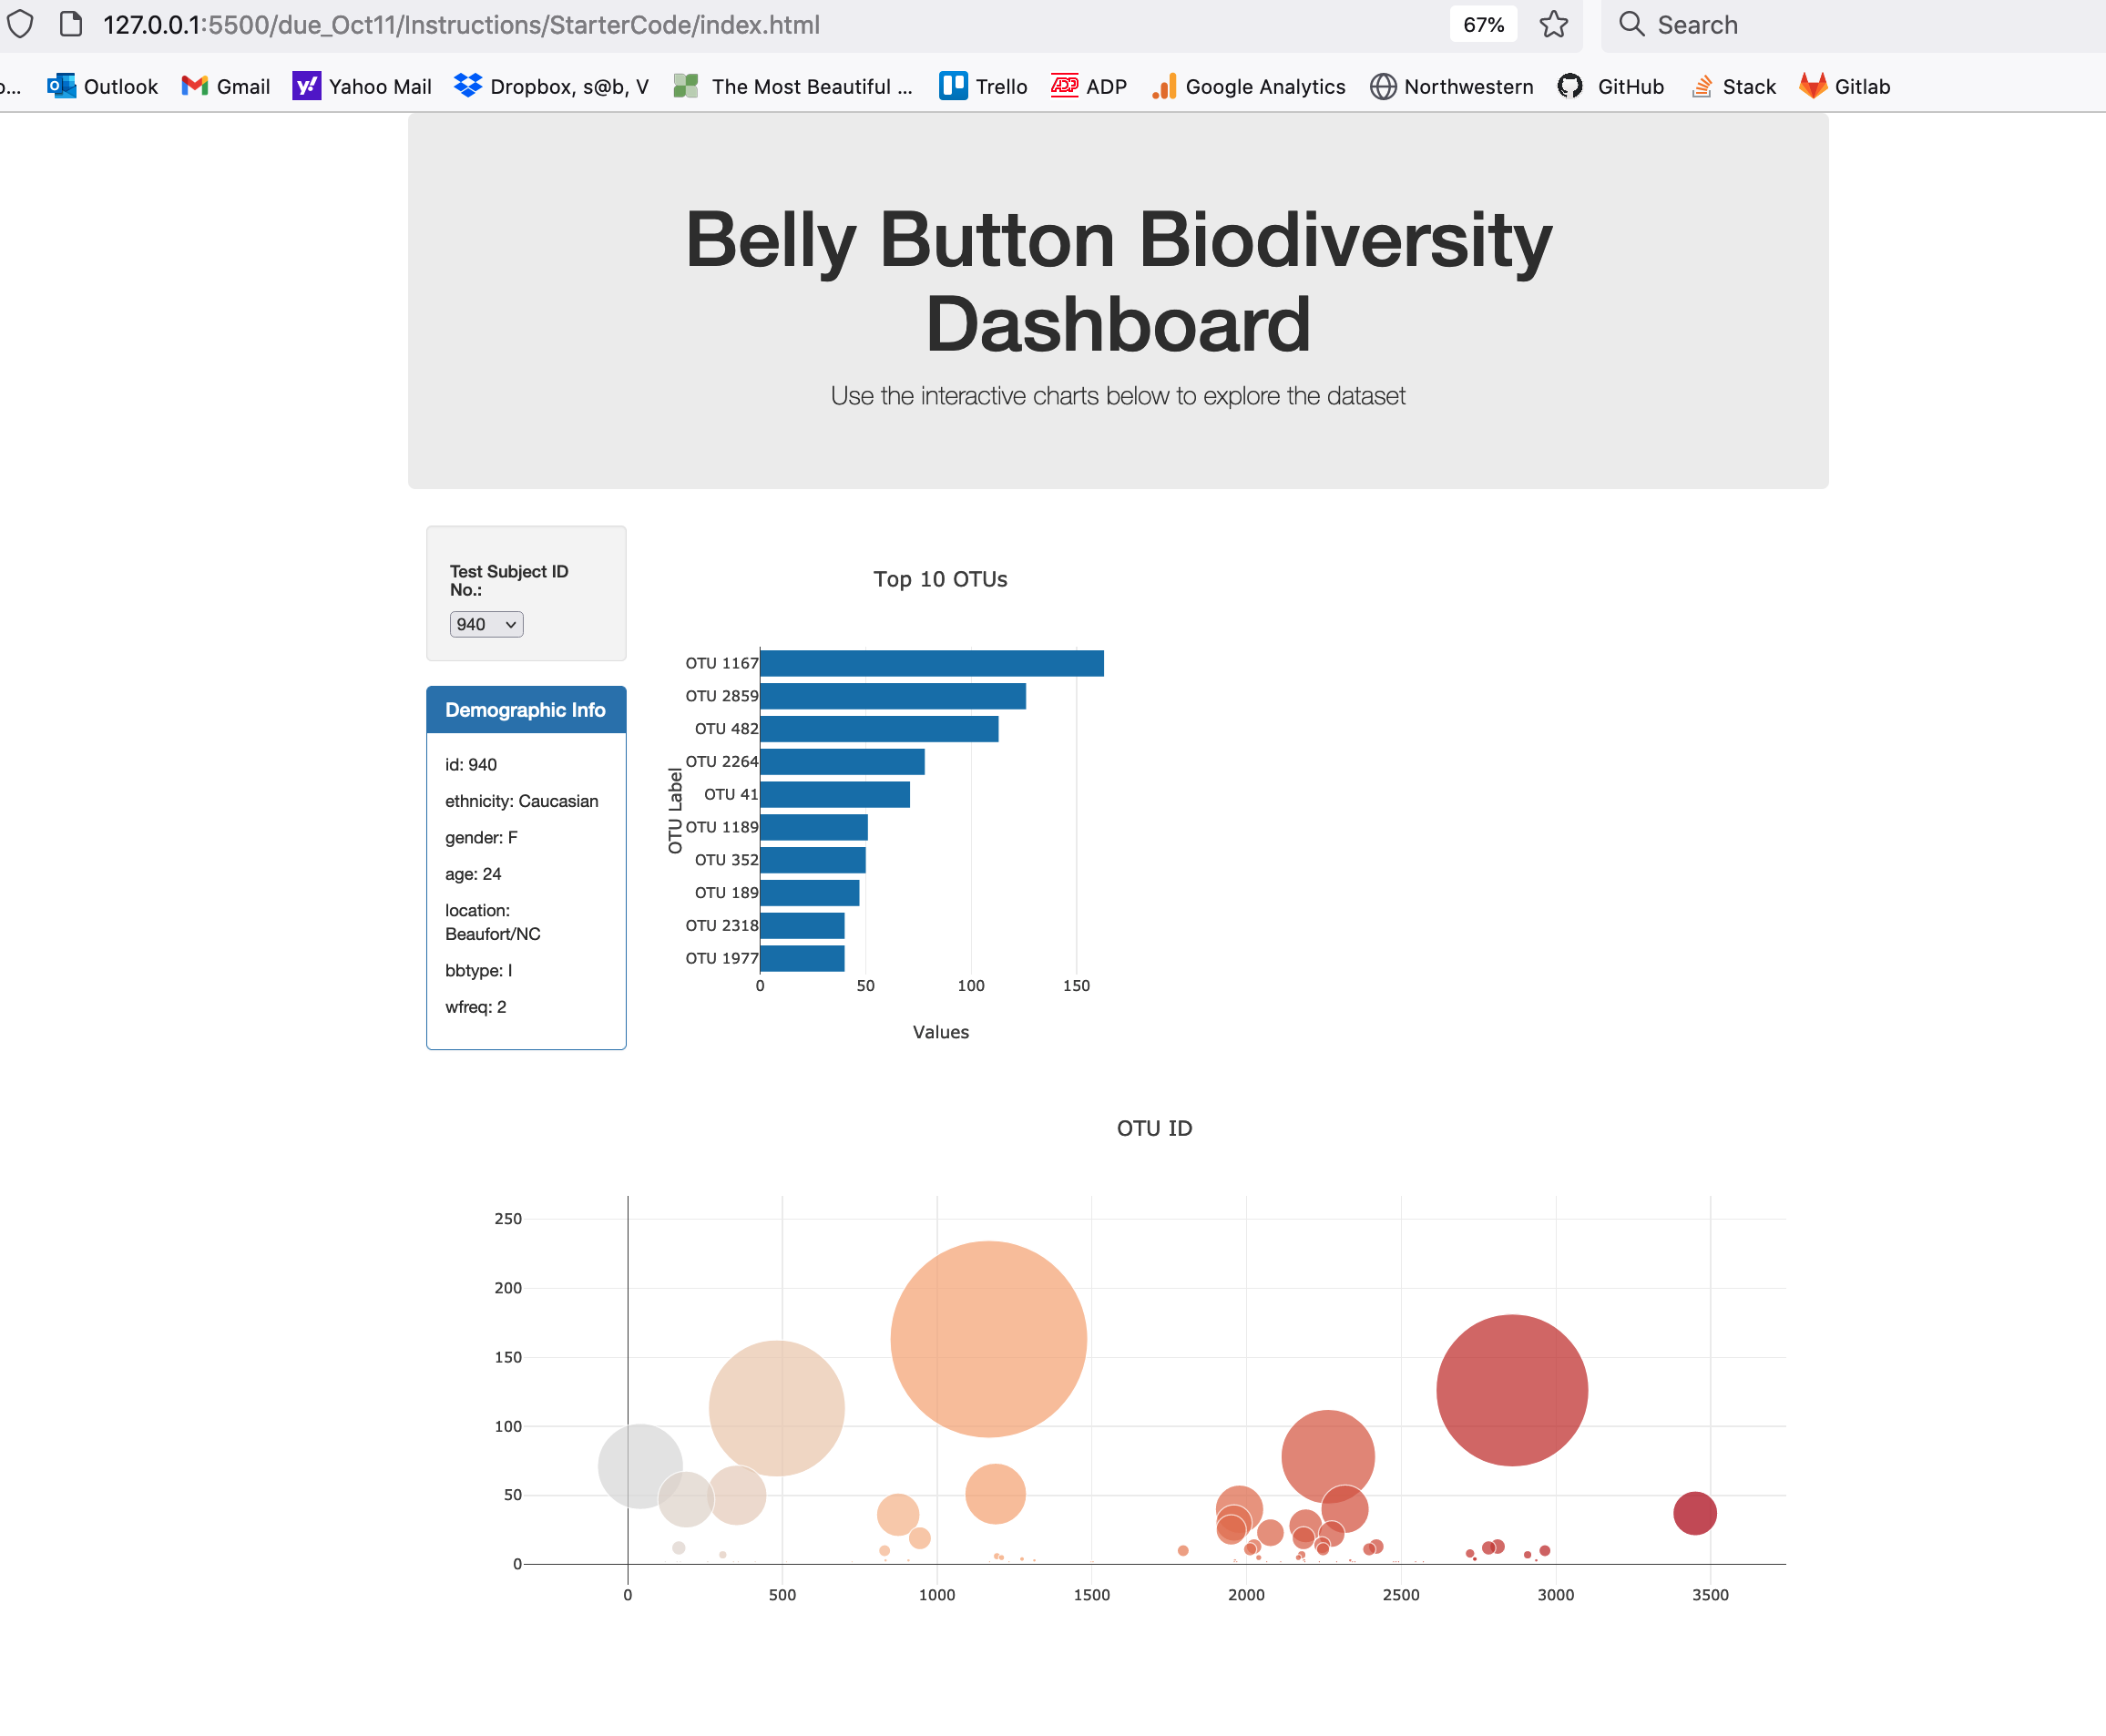 127.0.0.1:5500/due_Oct11/Instructions/StarterCode/index.html 67% Search
o... Outlook Gmail Yahoo Mail Dropbox, s@b, V The Most Beautiful ... Trello ADP Google Analytics Northwestern GitHub Stack Gitlab
Belly Button Biodiversity
Dashboard
Use the interactive charts below to explore the dataset
Test Subject ID
No.:
940
Demographic Info
id: 940
ethnicity: Caucasian
gender: F
age: 24
location:
Beaufort/NC
bbtype: I
wfreq: 2
Top 10 OTUs
OTU Label
OTU 1167
OTU 2859
OTU 482
OTU 2264
OTU 41
OTU 1189
OTU 352
OTU 189
OTU 2318
OTU 1977
0 50 100 150
Values
OTU ID
250
200
150
100
50
0
0 500 1000 1500 2000 2500 3000 3500